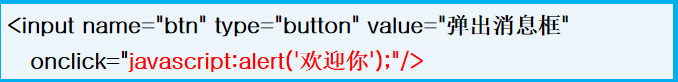 <input name="btn" type="button" value="弹出消息框"
onclick="javascript:alert('欢迎你');"/>